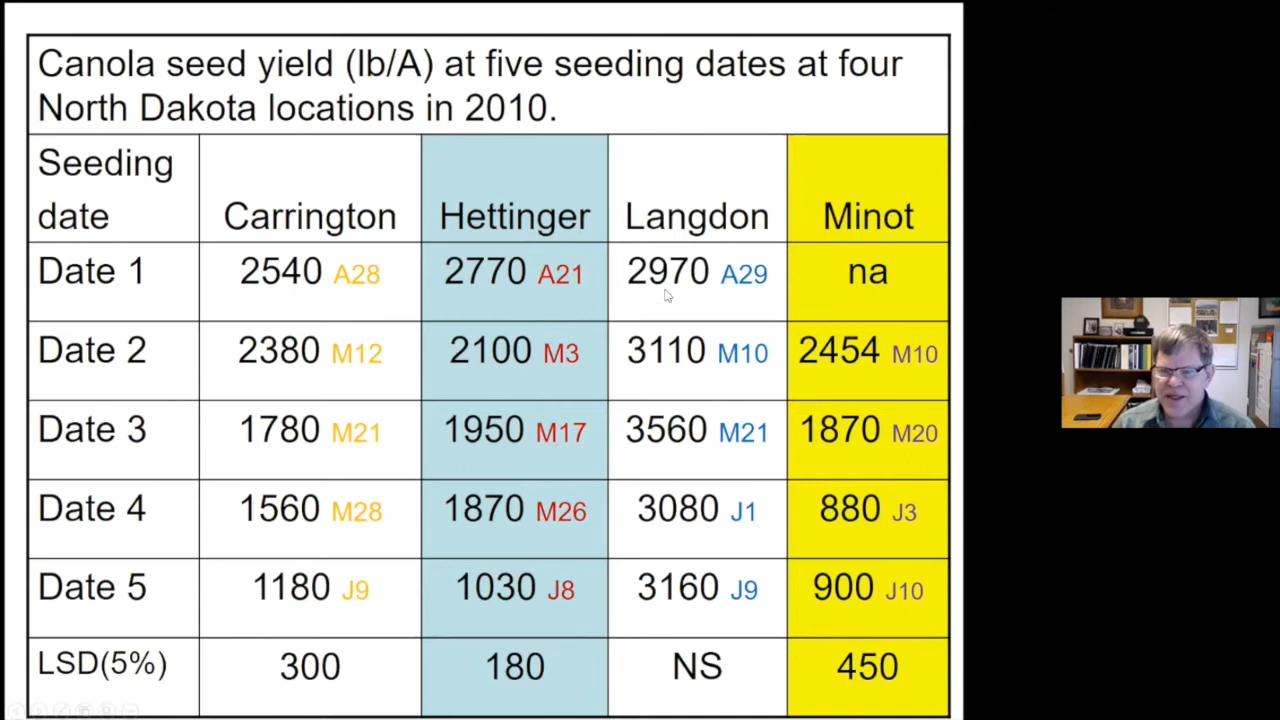 Canola seed yield (lb/A) at five seeding dates at four
North Dakota locations in 2010.
Seeding
date Carrington Hettinger Langdon Minot
Date 1 2540 A28 2770 A21 2970 A29 na
Date 2 2380 M12 2100 M3 3110 M10 2454 M10
Date 3 1780 M21 1950 M17 3560 M21 1870 M20
Date 4 1560 M28 1870 M26 3080 J1 880 J3
Date 5 1180 J9 1030 J8 3160 J9 900 J10
LSD(5%) 300 180 NS 450